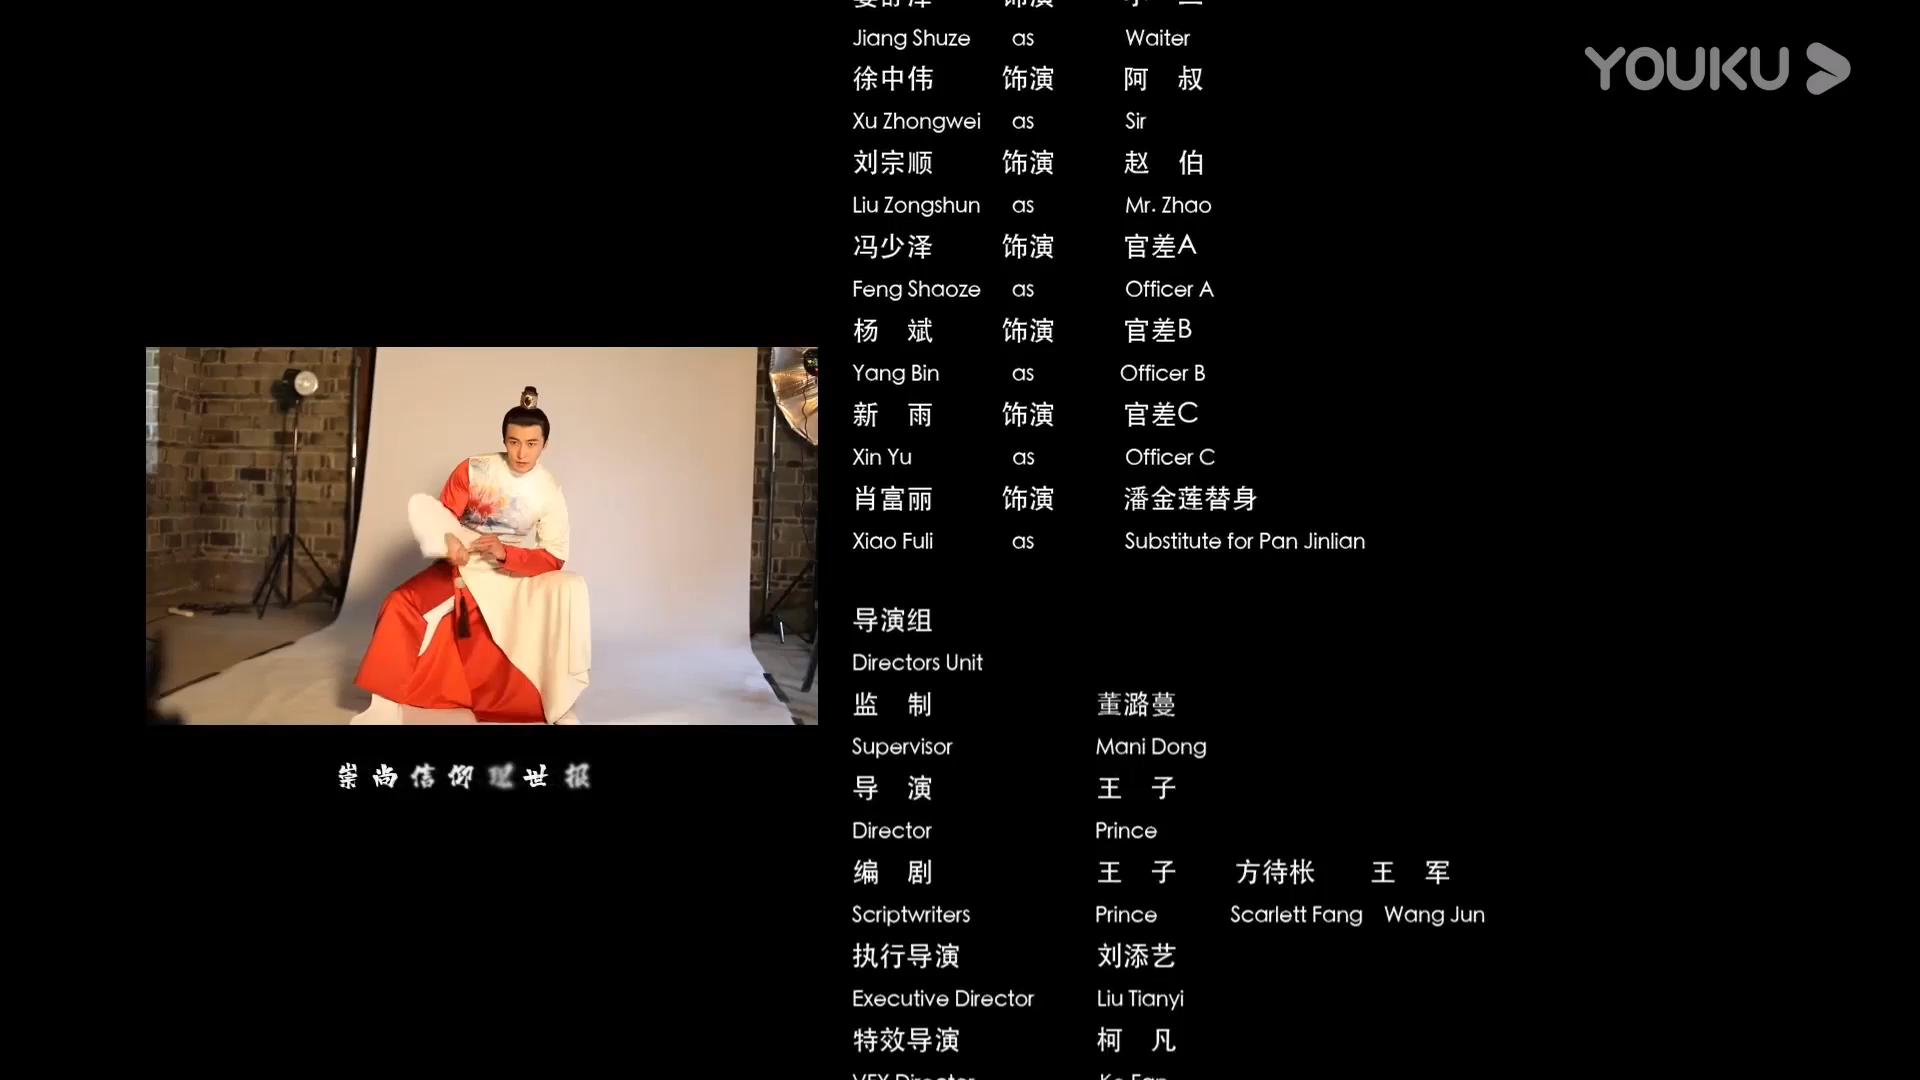 YOUKU
Jiang Shuze as Waiter
徐中伟 饰演 阿 叔
Xu Zhongwei as Sir
刘宗顺 饰演 赵 伯
Liu Zongshun as Mr. Zhao
冯少泽 饰演 官差A
Feng Shaoze as Officer A
杨 斌 饰演 官差B
Yang Bin as Officer B
新 雨 饰演 官差C
Xin Yu as Officer C
肖富丽 饰演 潘金莲替身
Xiao Fuli as Substitute for Pan Jinlian
导演组
Directors Unit
监 制 董潞蔓
Supervisor Mani Dong
导 演 王 子
Director Prince
编 剧 王 子 方待枨 王 军
Scriptwriters Prince Scarlett Fang Wang Jun
执行导演 刘添艺
Executive Director Liu Tianyi
特效导演 柯 凡
崇尚信仰 世报